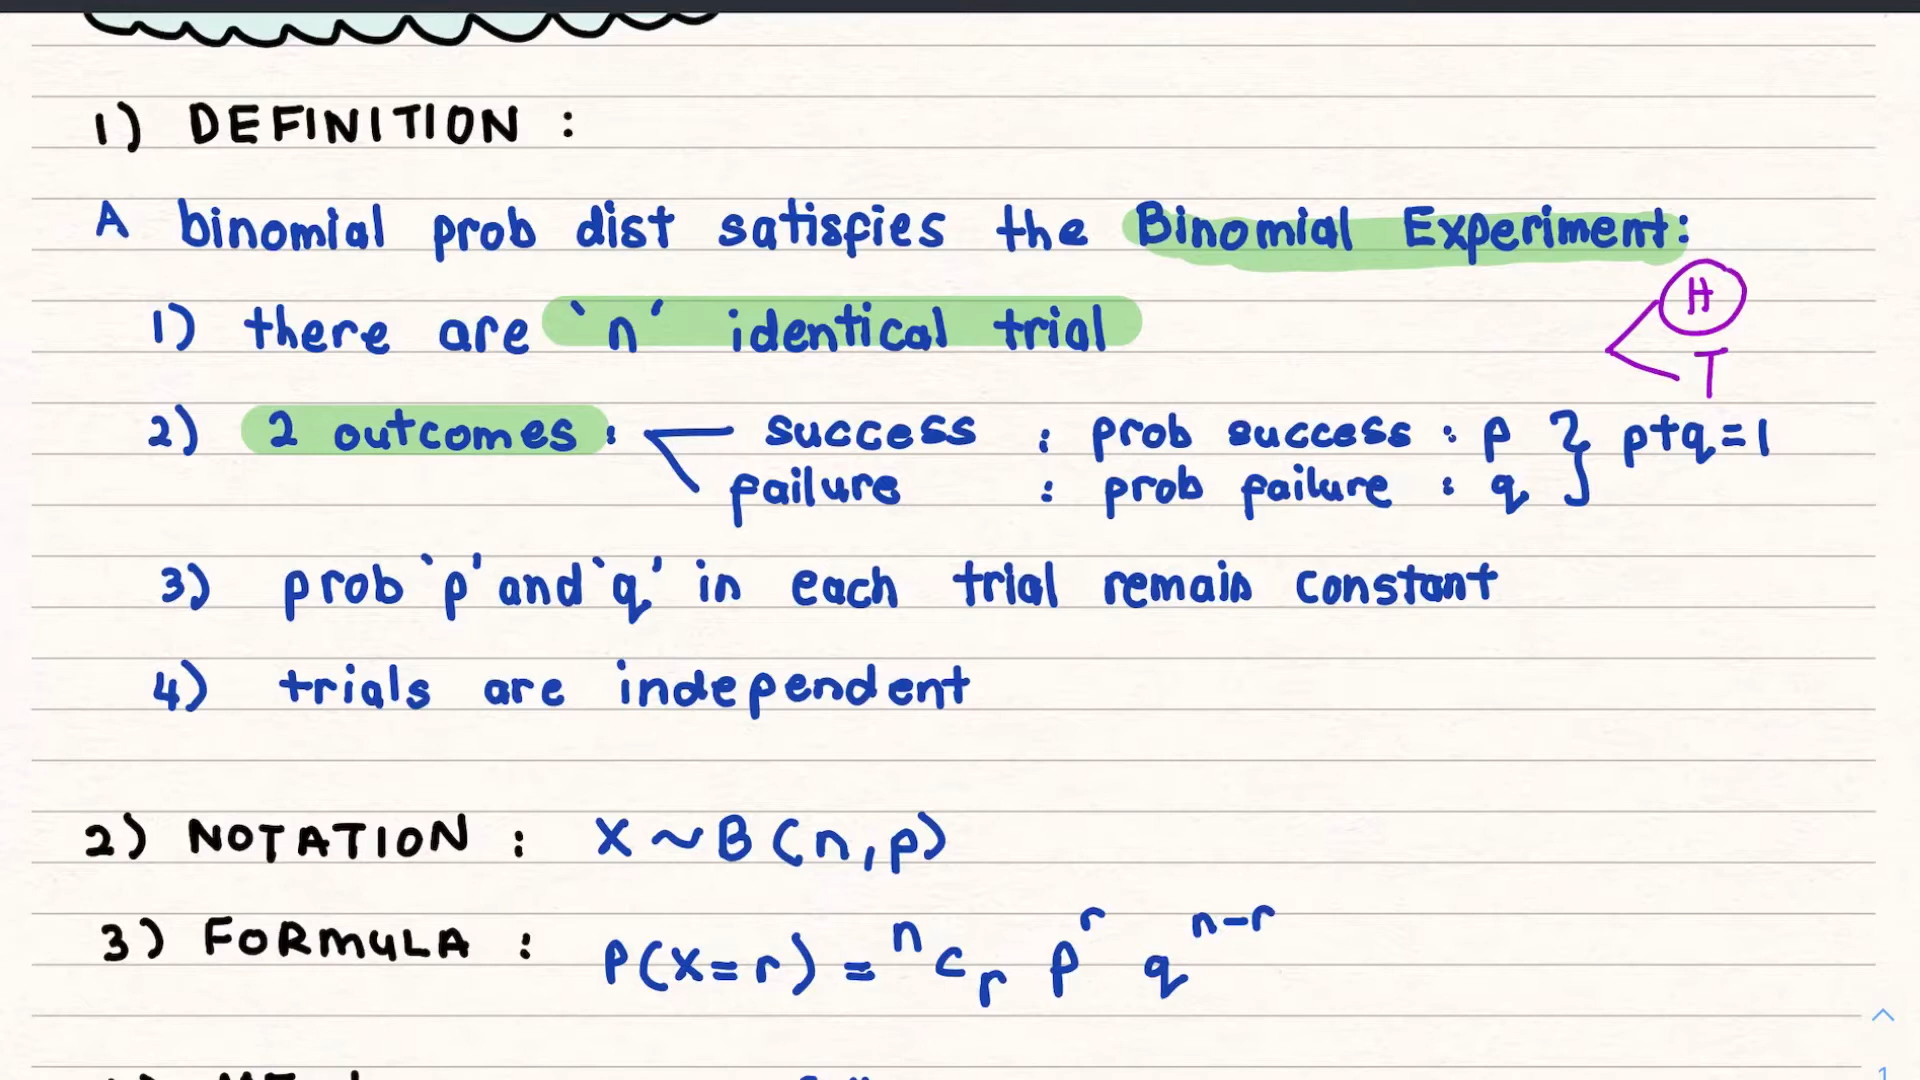 1) DEFINITION :
A binomial prob dist satisfies the Binomial Experiment:
1) there are `n' identical trial
H
T
2) 2 outcomes : success : prob success : p } p+q=1
failure : prob failure : q
3) prob `p' and `q' in each trial remain constant
4) trials are independent
2) NOTATION : X ~ B (n,p)
3) FORMULA : P(X=r) = ⁿCᵣ pʳ qⁿ⁻ʳ